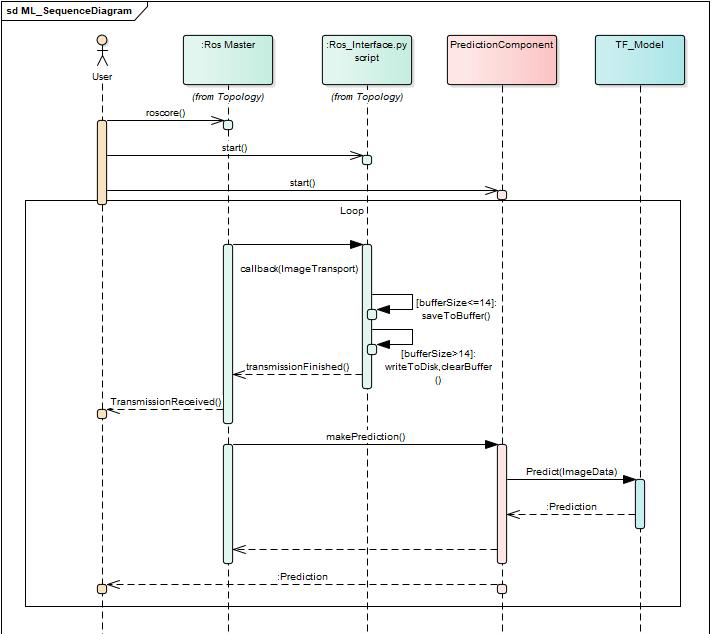 sd ML_SequenceDiagram
User
:Ros Master
(from Topology)
:Ros_Interface.py
script
(from Topology)
PredictionComponent
TF_Model
roscore()
start()
start()
Loop
callback(ImageTransport)
[bufferSize<=14]:
saveToBuffer()
[bufferSize>14]:
writeToDisk,clearBuffer
()
transmissionFinished()
TransmissionReceived()
makePrediction()
Predict(ImageData)
:Prediction
:Prediction